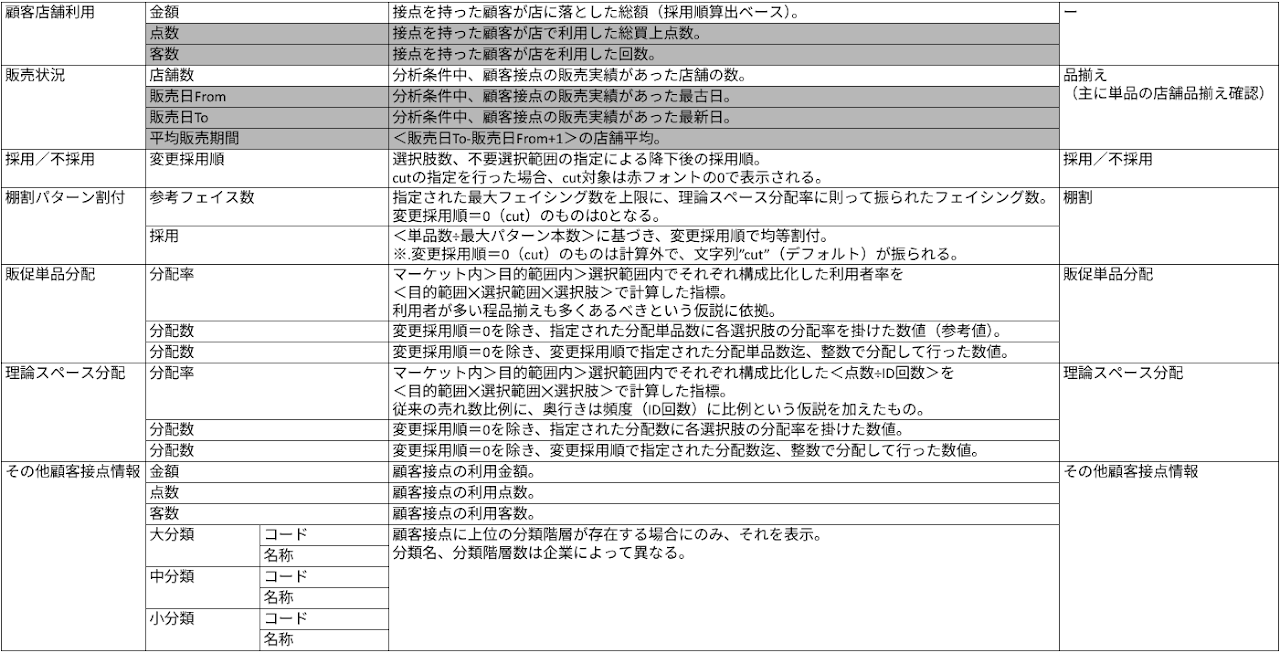 顧客店舗利用 金額 接点を持った顧客が店に落とした総額（採用順算出ベース）。 ー
点数 接点を持った顧客が店で利用した総買上点数。
客数 接点を持った顧客が店を利用した回数。
販売状況 店舗数 分析条件中、顧客接点の販売実績があった店舗の数。 品揃え
販売日From 分析条件中、顧客接点の販売実績があった最古日。 （主に単品の店舗品揃え確認）
販売日To 分析条件中、顧客接点の販売実績があった最新日。
平均販売期間 ＜販売日To-販売日From+1＞の店舗平均。
採用／不採用 変更採用順 選択肢数、不要選択範囲の指定による降下後の採用順。 採用／不採用
cutの指定を行った場合、cut対象は赤フォントの0で表示される。
棚割パターン割付 参考フェイス数 指定された最大フェイシング数を上限に、理論スペース分配率に則って振られたフェイシング数。 棚割
変更採用順＝0（cut）のものは0となる。
採用 ＜単品数÷最大パターン本数＞に基づき、変更採用順で均等割付。
※.変更採用順＝0（cut）のものは計算外で、文字列”cut”（デフォルト）が振られる。
販促単品分配 分配率 マーケット内＞目的範囲内＞選択範囲内でそれぞれ構成比化した利用者率を 販促単品分配
＜目的範囲╳選択範囲╳選択肢＞で計算した指標。
利用者が多い程品揃えも多くあるべきという仮説に依拠。
分配数 変更採用順＝0を除き、指定された分配単品数に各選択肢の分配率を掛けた数値（参考値）。
分配数 変更採用順＝0を除き、変更採用順で指定された分配単品数迄、整数で分配して行った数値。
理論スペース分配 分配率 マーケット内＞目的範囲内＞選択範囲内でそれぞれ構成比化した＜点数÷ID回数＞を 理論スペース分配
＜目的範囲╳選択範囲╳選択肢＞で計算した指標。
従来の売れ数比例に、奥行きは頻度（ID回数）に比例という仮説を加えたもの。
分配数 変更採用順＝0を除き、指定された分配数に各選択肢の分配率を掛けた数値。
分配数 変更採用順＝0を除き、変更採用順で指定された分配数迄、整数で分配して行った数値。
その他顧客接点情報 金額 顧客接点の利用金額。 その他顧客接点情報
点数 顧客接点の利用点数。
客数 顧客接点の利用客数。
大分類 コード 顧客接点に上位の分類階層が存在する場合にのみ、それを表示。
名称 分類名、分類階層数は企業によって異なる。
中分類 コード
名称
小分類 コード
名称